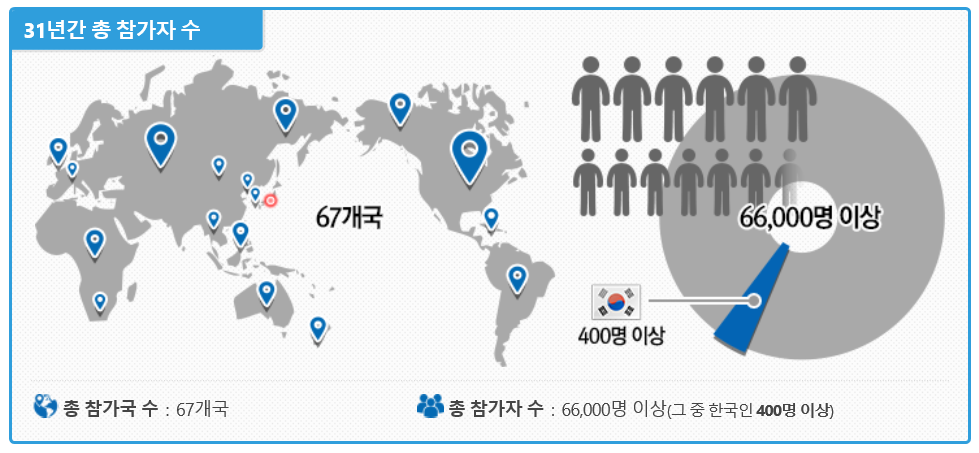 31년간 총 참가자 수
67개국
66,000명 이상
400명 이상
총 참가국 수 : 67개국
총 참가자 수 : 66,000명 이상(그 중 한국인 400명 이상)